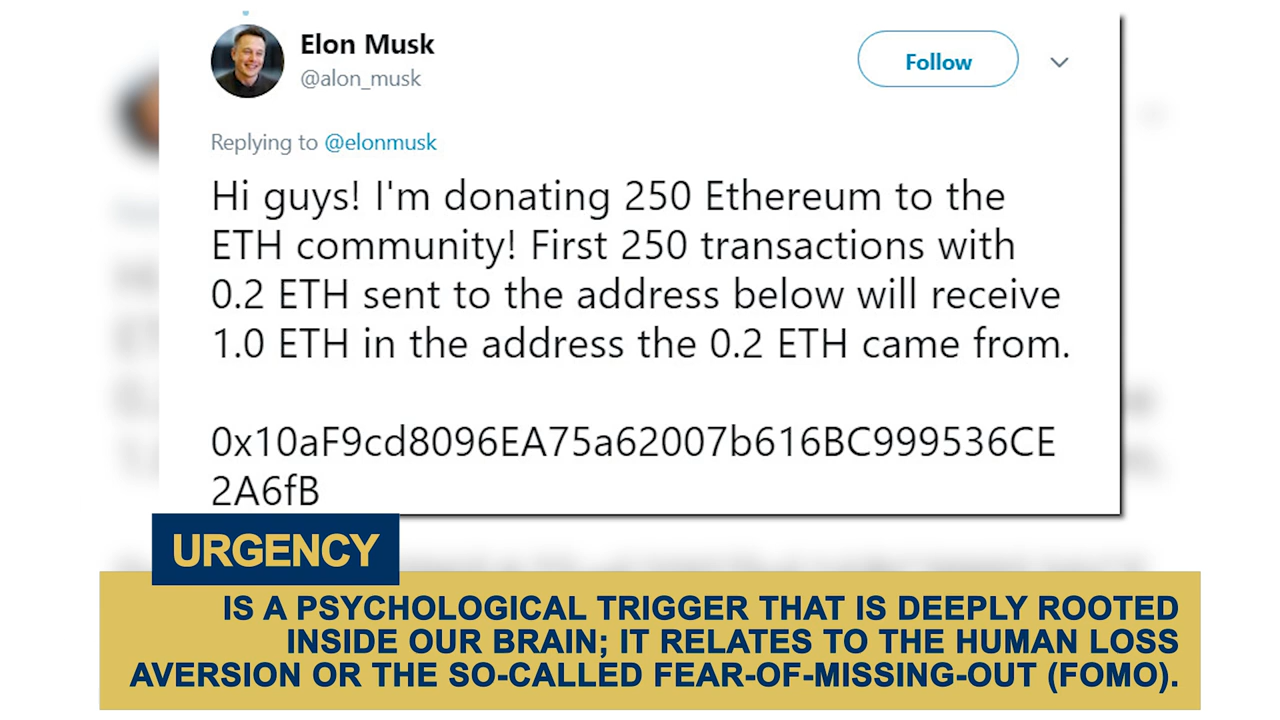 Elon Musk
@alon_musk
Follow
Replying to @elonmusk
Hi guys! I'm donating 250 Ethereum to the
ETH community! First 250 transactions with
0.2 ETH sent to the address below will receive
1.0 ETH in the address the 0.2 ETH came from.
0x10aF9cd8096EA75a62007b616BC999536CE
2A6fB
URGENCY
IS A PSYCHOLOGICAL TRIGGER THAT IS DEEPLY ROOTED
INSIDE OUR BRAIN; IT RELATES TO THE HUMAN LOSS
AVERSION OR THE SO-CALLED FEAR-OF-MISSING-OUT (FOMO).